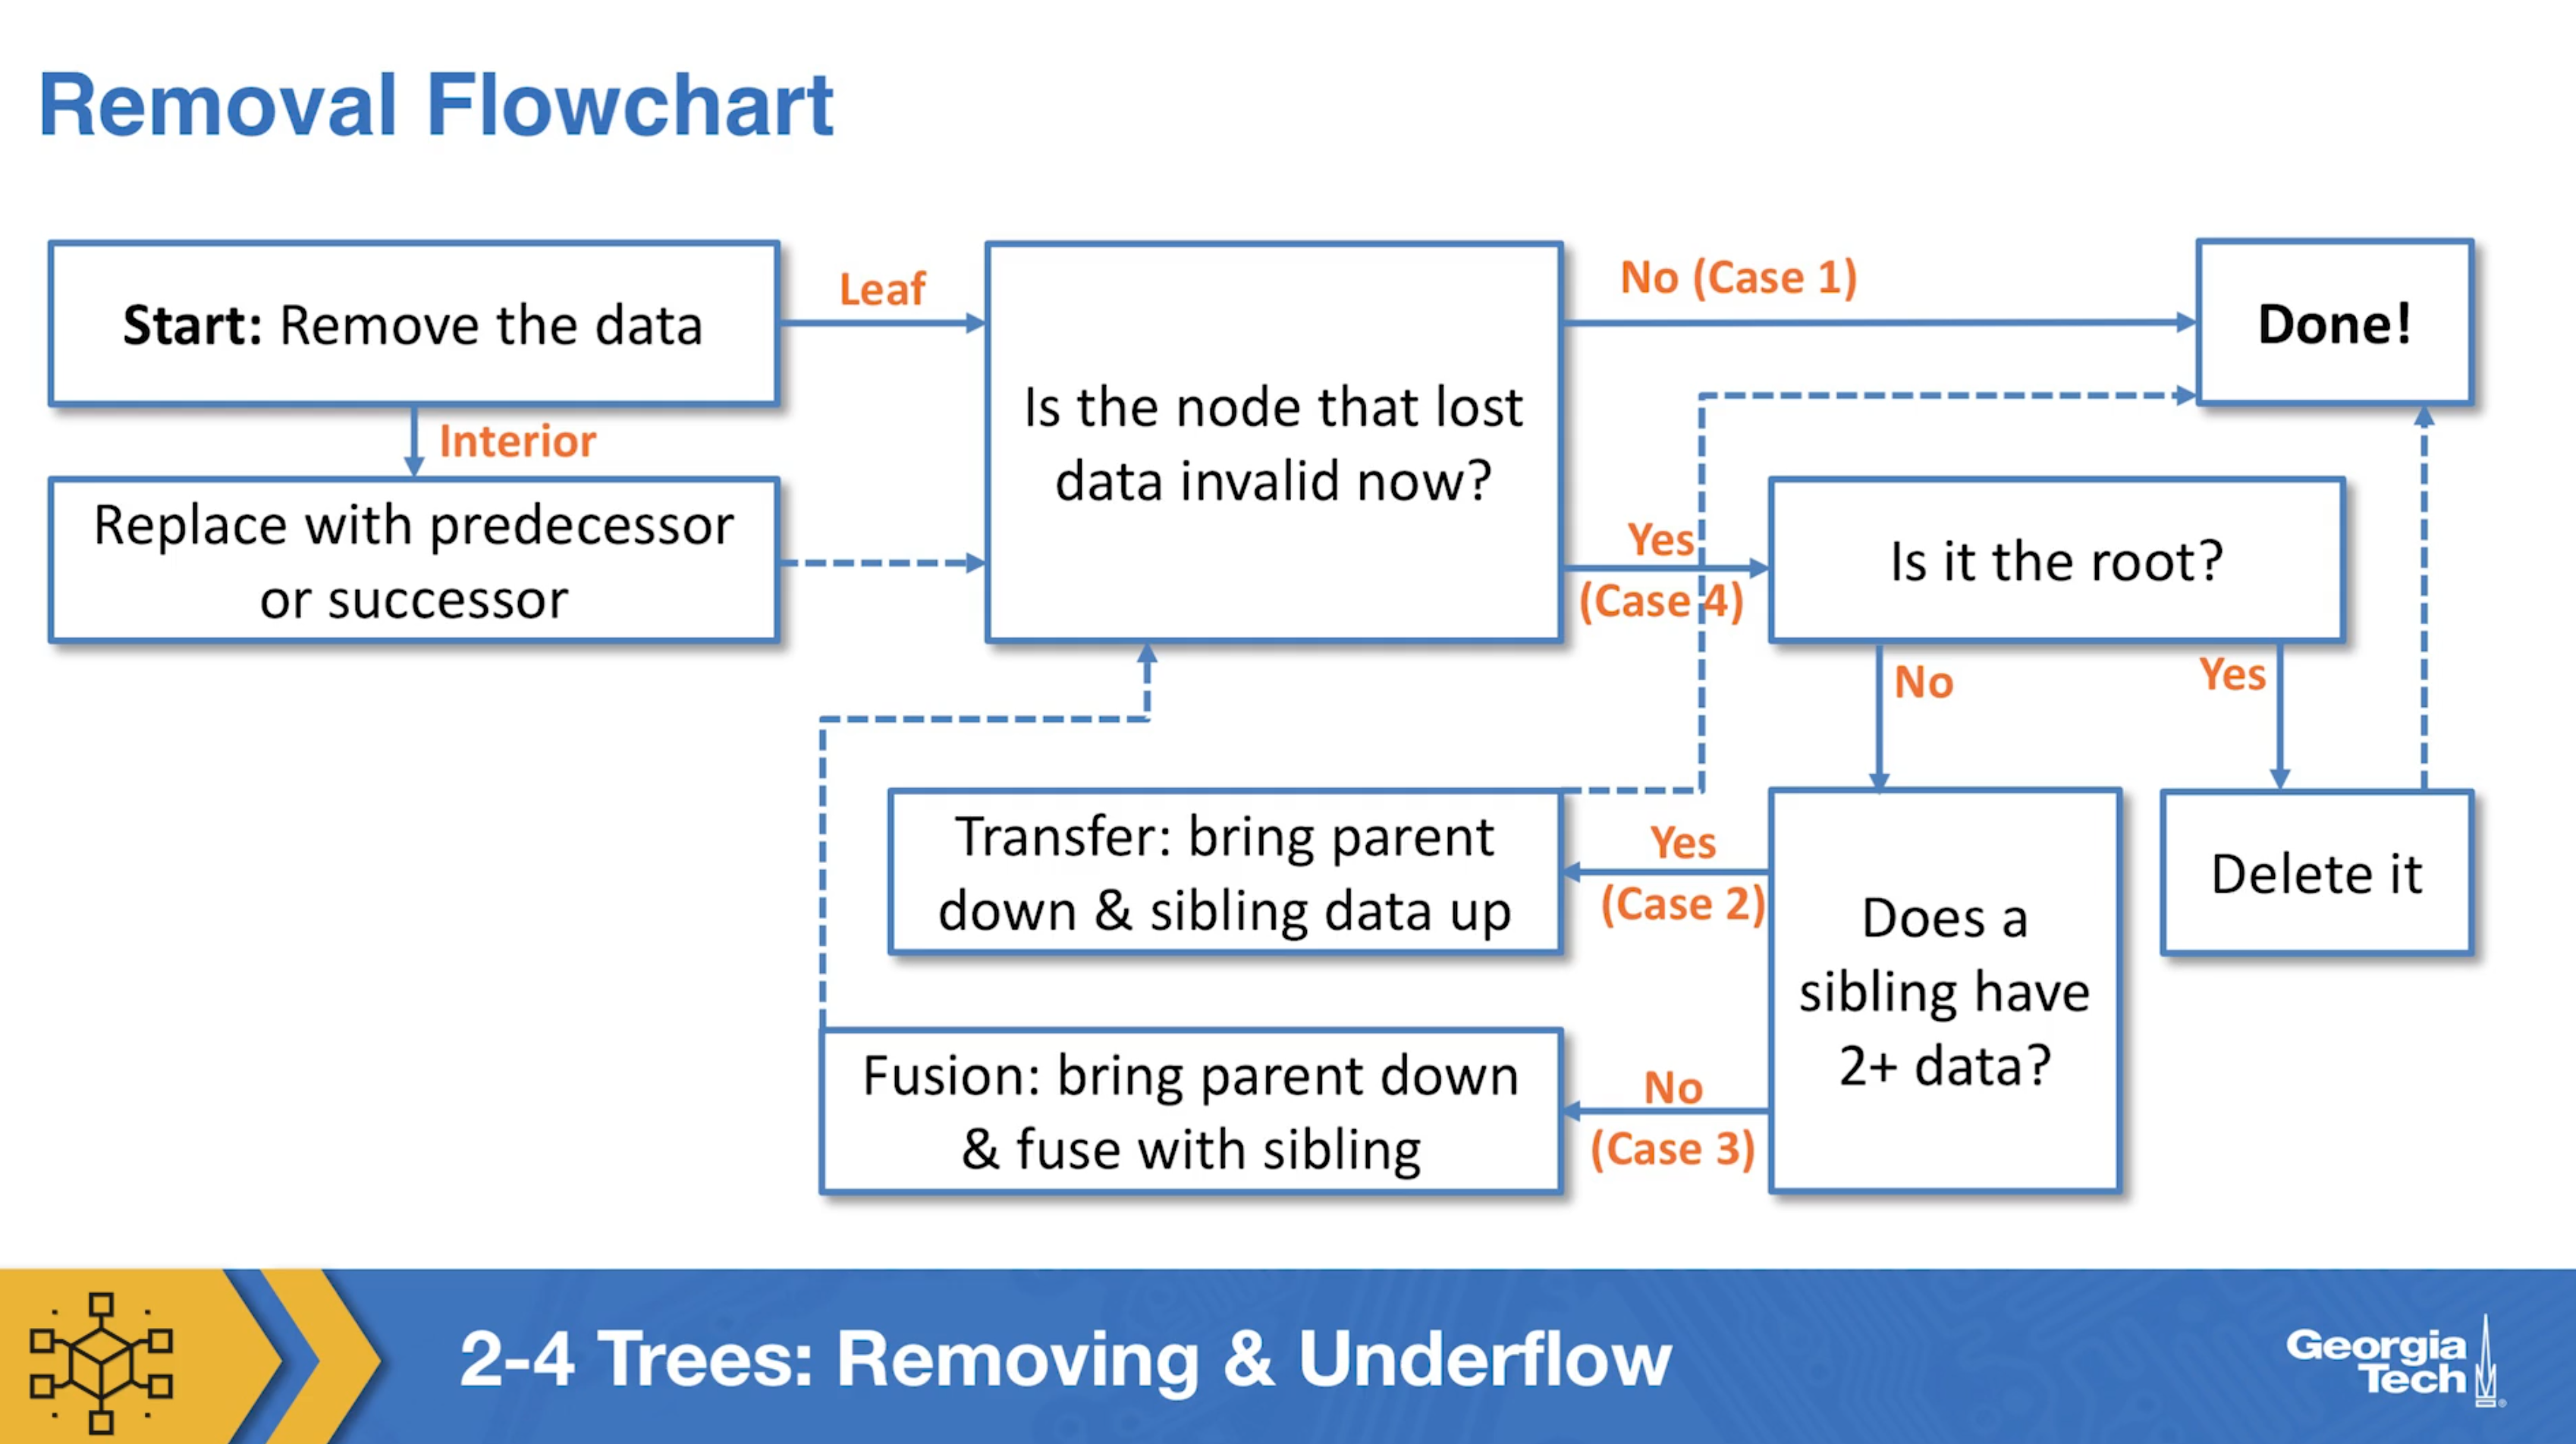 Removal Flowchart
Start: Remove the data
Leaf
Interior
Replace with predecessor
or successor
Is the node that lost
data invalid now?
No (Case 1)
Done!
Yes
(Case 4)
Is it the root?
No
Yes
Transfer: bring parent
down & sibling data up
Yes
(Case 2)
Does a
sibling have
2+ data?
Delete it
Fusion: bring parent down
& fuse with sibling
No
(Case 3)
2-4 Trees: Removing & Underflow
Georgia
Tech
®